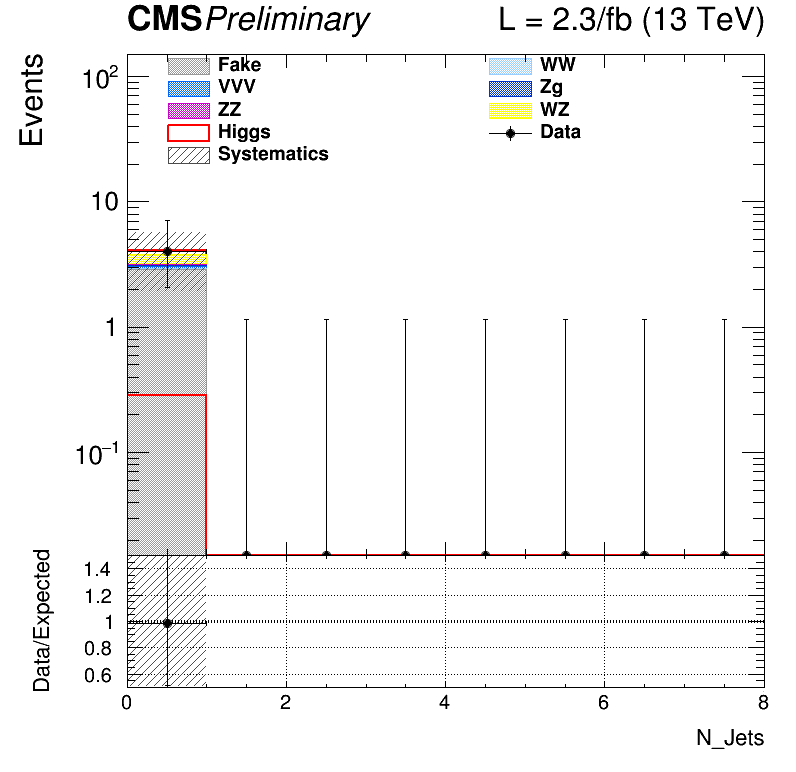 CMS Preliminary L = 2.3/fb (13 TeV)
Events
Fake WW
VVV Zg
ZZ WZ
Higgs Data
Systematics
10²
10
1
10⁻¹
Data/Expected
1.4
1.2
1
0.8
0.6
0 2 4 6 8
N_Jets